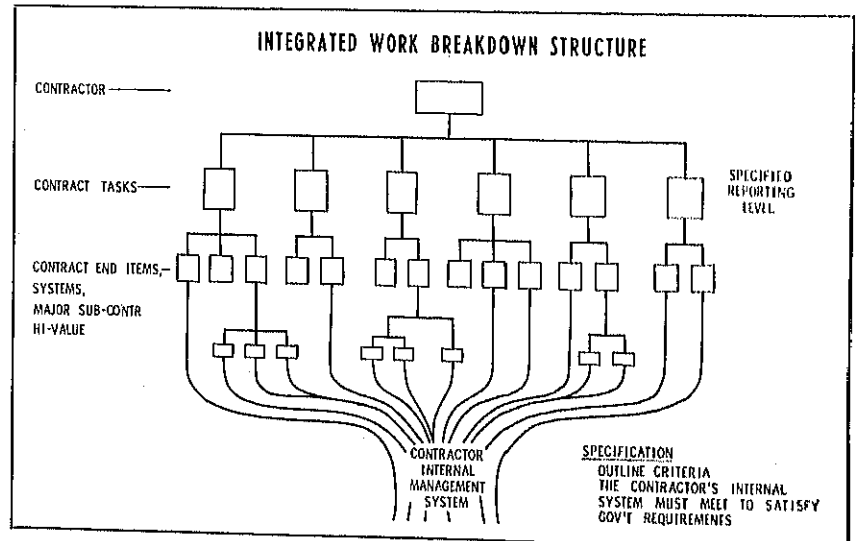 INTEGRATED WORK BREAKDOWN STRUCTURE
CONTRACTOR
CONTRACT TASKS
SPECIFIED
REPORTING
LEVEL
CONTRACT END ITEMS,
SYSTEMS,
MAJOR SUB-CONTR
HI-VALUE
CONTRACTOR
INTERNAL
MANAGEMENT
SYSTEM
SPECIFICATION
OUTLINE CRITERIA
THE CONTRACTOR'S INTERNAL
SYSTEM MUST MEET TO SATISFY
GOV'T REQUIREMENTS